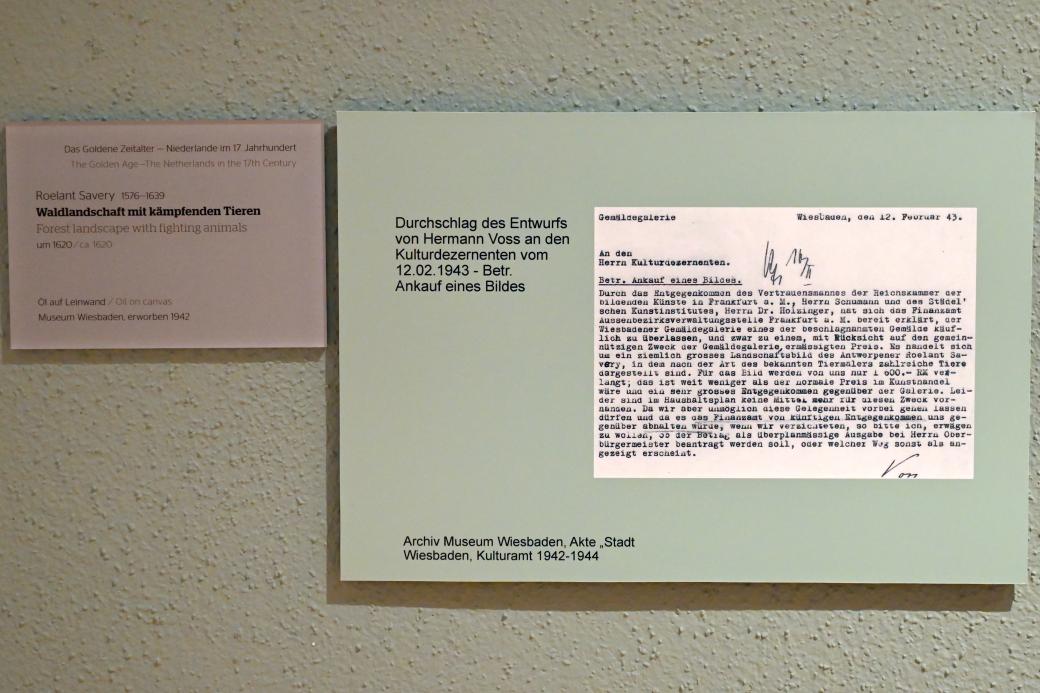 Das Goldene Zeitalter – Niederlande im 17. Jahrhundert
The Golden Age – The Netherlands in the 17th Century
Roelant Savery 1576–1639
Waldlandschaft mit kämpfenden Tieren
Forest landscape with fighting animals
um 1620 / ca 1620
Öl auf Leinwand / Oil on canvas
Museum Wiesbaden, erworben 1942
Durchschlag des Entwurfs
von Hermann Voss an den
Kulturdezernenten vom
12.02.1943 - Betr.
Ankauf eines Bildes
Gemäldegalerie Wiesbaden, den 12. Februar 43.
An den
Herrn Kulturdezernenten.
Betr. Ankauf eines Bildes.
Durch das Entgegenkommen des Vertrauensmannes der Reichskammer der
bildenden Künste in Frankfurt a. M., Herrn Schumann und des Städel'
schen Kunstinstitutes, Herrn Dr. Holzinger, hat sich das Finanzamt
Aussenbezirksverwaltungsstelle Frankfurt a. M. bereit erklärt, der
Wiesbadener Gemäldegalerie eines der beschlagnahmten Gemälde käuf-
lich zu überlassen, und zwar zu einem, mit Rücksicht auf den gemein-
nützigen Zweck der Gemäldegalerie, ermässigten Preis. Es handelt sich
um ein ziemlich grosses Landschaftsbild des Antwerpener Roelant Sa-
very, in dem nach der Art des bekannten Tiermalers zahlreiche Tiere
dargestellt sind. Für das Bild werden von uns nur 1 600.- RM ver-
langt; das ist weit weniger als der normale Preis im Kunsthandel
wäre und ein sehr grosses Entgegenkommen gegenüber der Galerie. Lei-
der sind im Haushaltsplan keine Mittel mehr für diesen Zweck vor-
handen. Da wir aber unmöglich diese Gelegenheit vorbei gehen lassen
dürfen und da es das Finanzamt von künftigen Entgegenkommen uns ge-
genüber abhalten würde, wenn wir verzichteten, so bitte ich, erwägen
zu wollen, ob der Betrag als überplanmässige Ausgabe bei Herrn Ober-
bürgermeister beantragt werden soll, oder welcher Weg sonst als an-
gezeigt erscheint.
Archiv Museum Wiesbaden, Akte „Stadt
Wiesbaden, Kulturamt 1942-1944